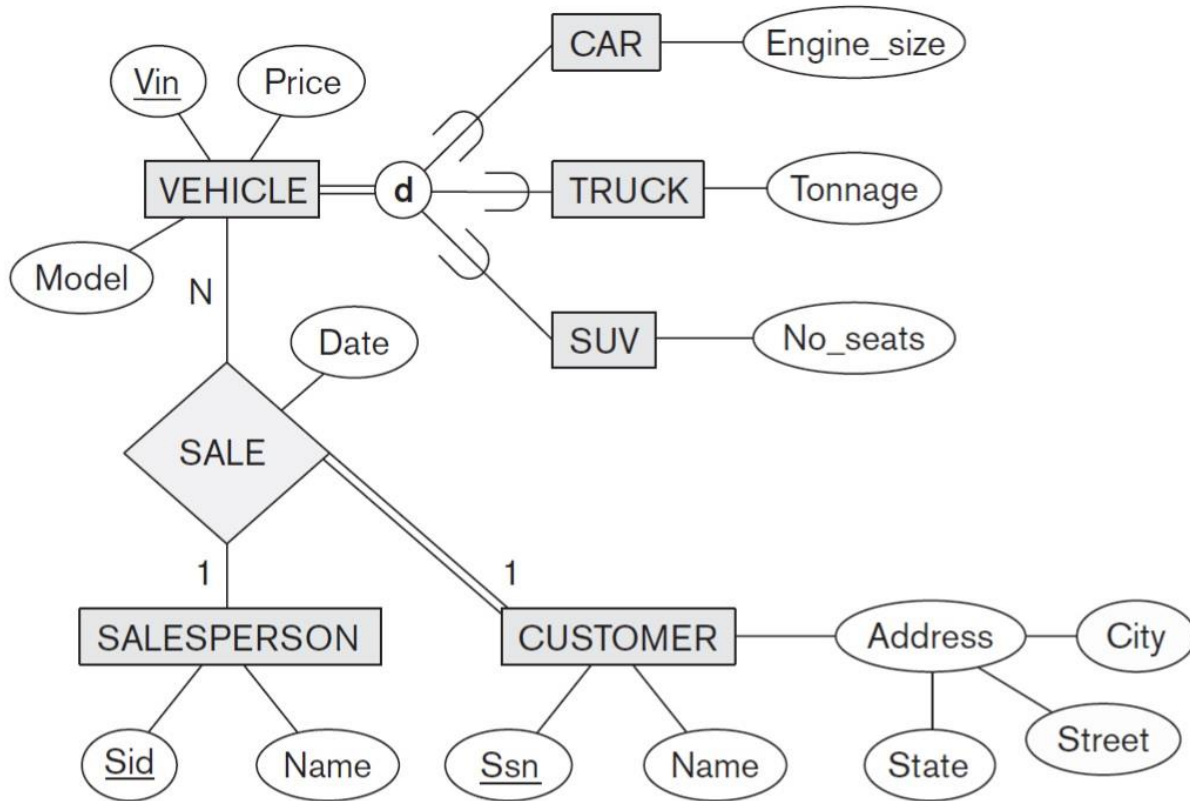 CAR
Engine_size
Vin
Price
VEHICLE
d
TRUCK
Tonnage
Model
N
SUV
No_seats
Date
SALE
1
1
SALESPERSON
CUSTOMER
Address
City
Sid
Name
Ssn
Name
State
Street